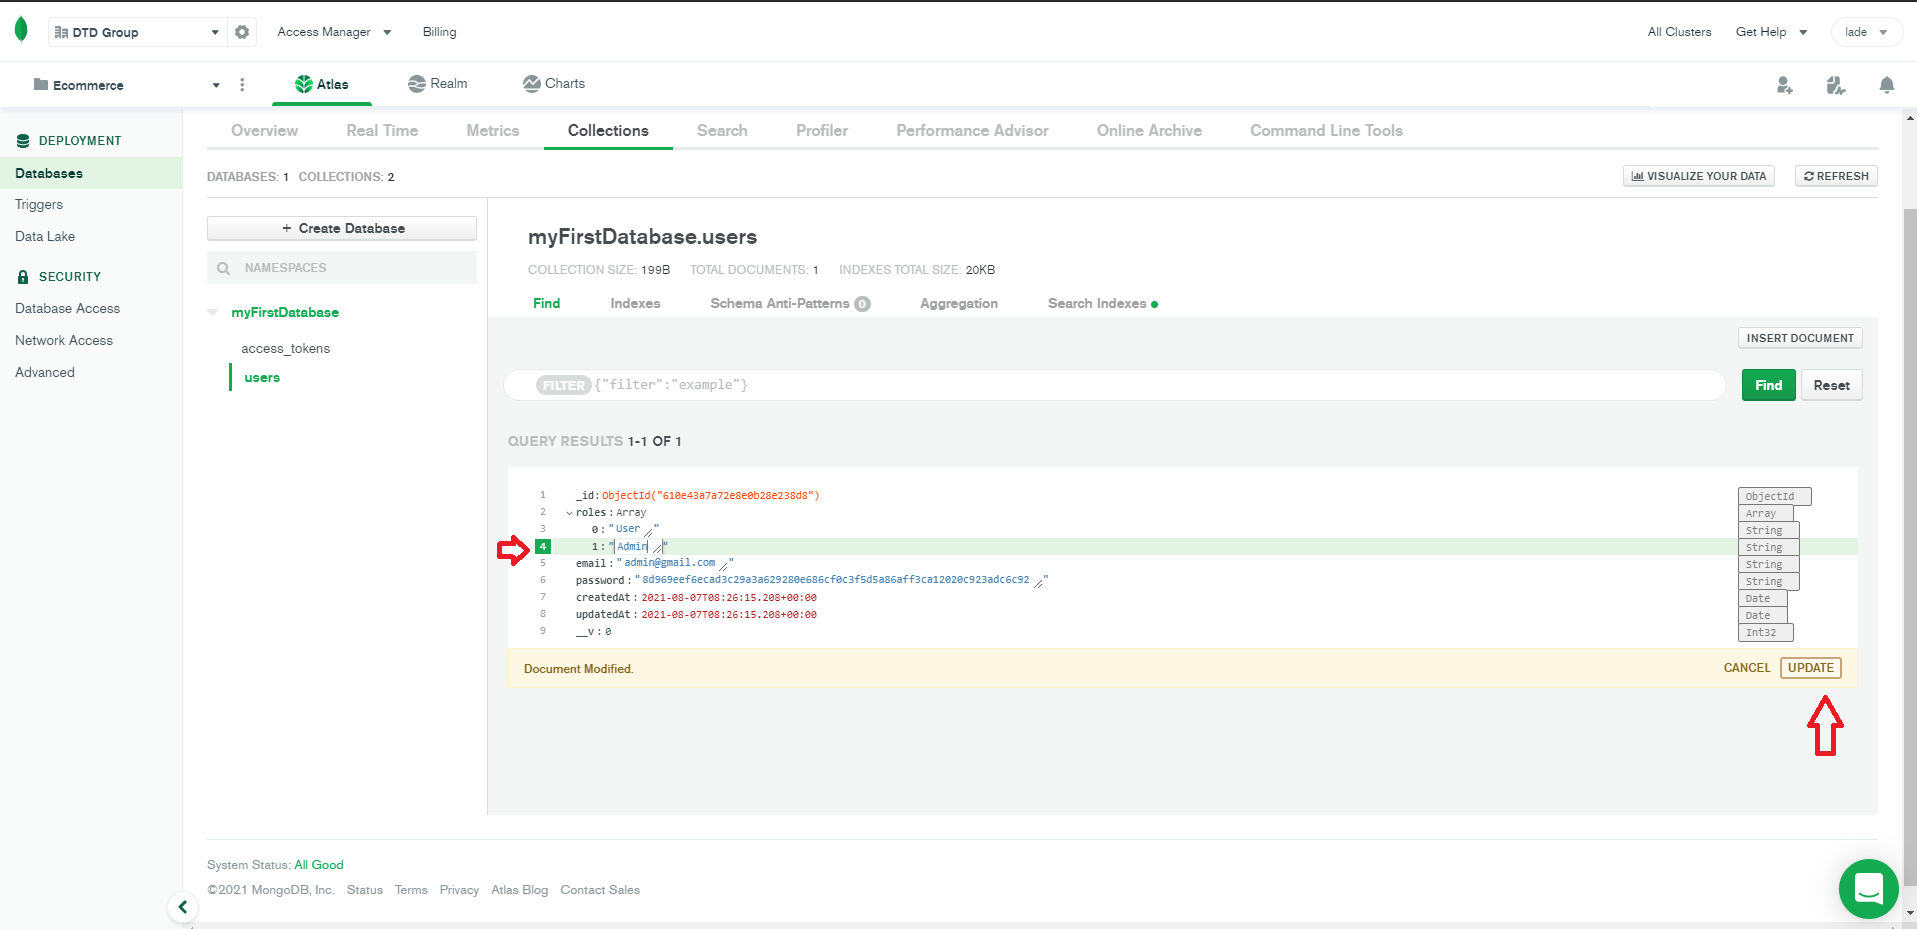 DTD Group
Access Manager
Billing
All Clusters
Get Help
lade
Ecommerce
Atlas
Realm
Charts
DEPLOYMENT
Databases
Triggers
Data Lake
SECURITY
Database Access
Network Access
Advanced
Overview
Real Time
Metrics
Collections
Search
Profiler
Performance Advisor
Online Archive
Command Line Tools
DATABASES: 1 COLLECTIONS: 2
VISUALIZE YOUR DATA
REFRESH
+ Create Database
NAMESPACES
myFirstDatabase
access_tokens
users
myFirstDatabase.users
COLLECTION SIZE: 199B TOTAL DOCUMENTS: 1 INDEXES TOTAL SIZE: 20KB
Find
Indexes
Schema Anti-Patterns 0
Aggregation
Search Indexes
INSERT DOCUMENT
FILTER {"filter":"example"}
Find
Reset
QUERY RESULTS 1-1 OF 1
1 _id: ObjectId("610e43a7a72e8e0b28e238d8") ObjectId
2 roles: Array Array
3 0: "User" String
4 1: "Admin" String
5 email: "admin@gmail.com" String
6 password: "8d969eef6ecad3c29a3a629280e686cf0c3f5d5a86aff3ca12020c923adc6c92" String
7 createdAt: 2021-08-07T08:26:15.208+00:00 Date
8 updatedAt: 2021-08-07T08:26:15.208+00:00 Date
9 __v: 0 Int32
Document Modified.
CANCEL
UPDATE
System Status: All Good
©2021 MongoDB, Inc. Status Terms Privacy Atlas Blog Contact Sales